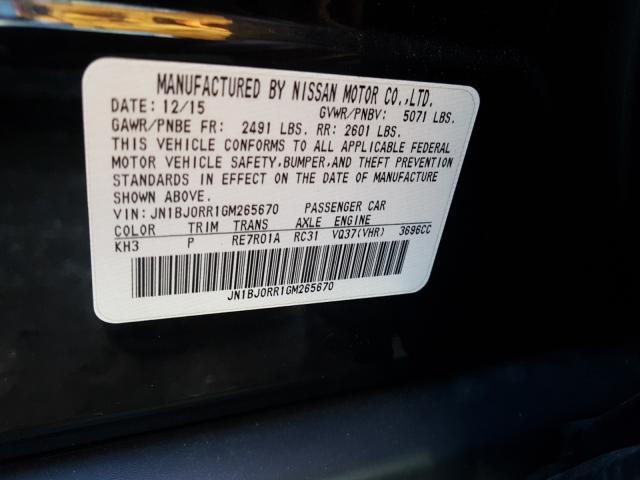 MANUFACTURED BY NISSAN MOTOR CO.,LTD.
DATE: 12/15 GVWR/PNBV: 5071 LBS.
GAWR/PNBE FR: 2491 LBS. RR: 2601 LBS.
THIS VEHICLE CONFORMS TO ALL APPLICABLE FEDERAL
MOTOR VEHICLE SAFETY,BUMPER,AND THEFT PREVENTION
STANDARDS IN EFFECT ON THE DATE OF MANUFACTURE
SHOWN ABOVE.
VIN: JN1BJ0RR1GM265670 PASSENGER CAR
COLOR TRIM TRANS AXLE ENGINE
KH3 P RE7R01A RC31 VQ37(VHR) 3696CC
JN1BJ0RR1GM265670